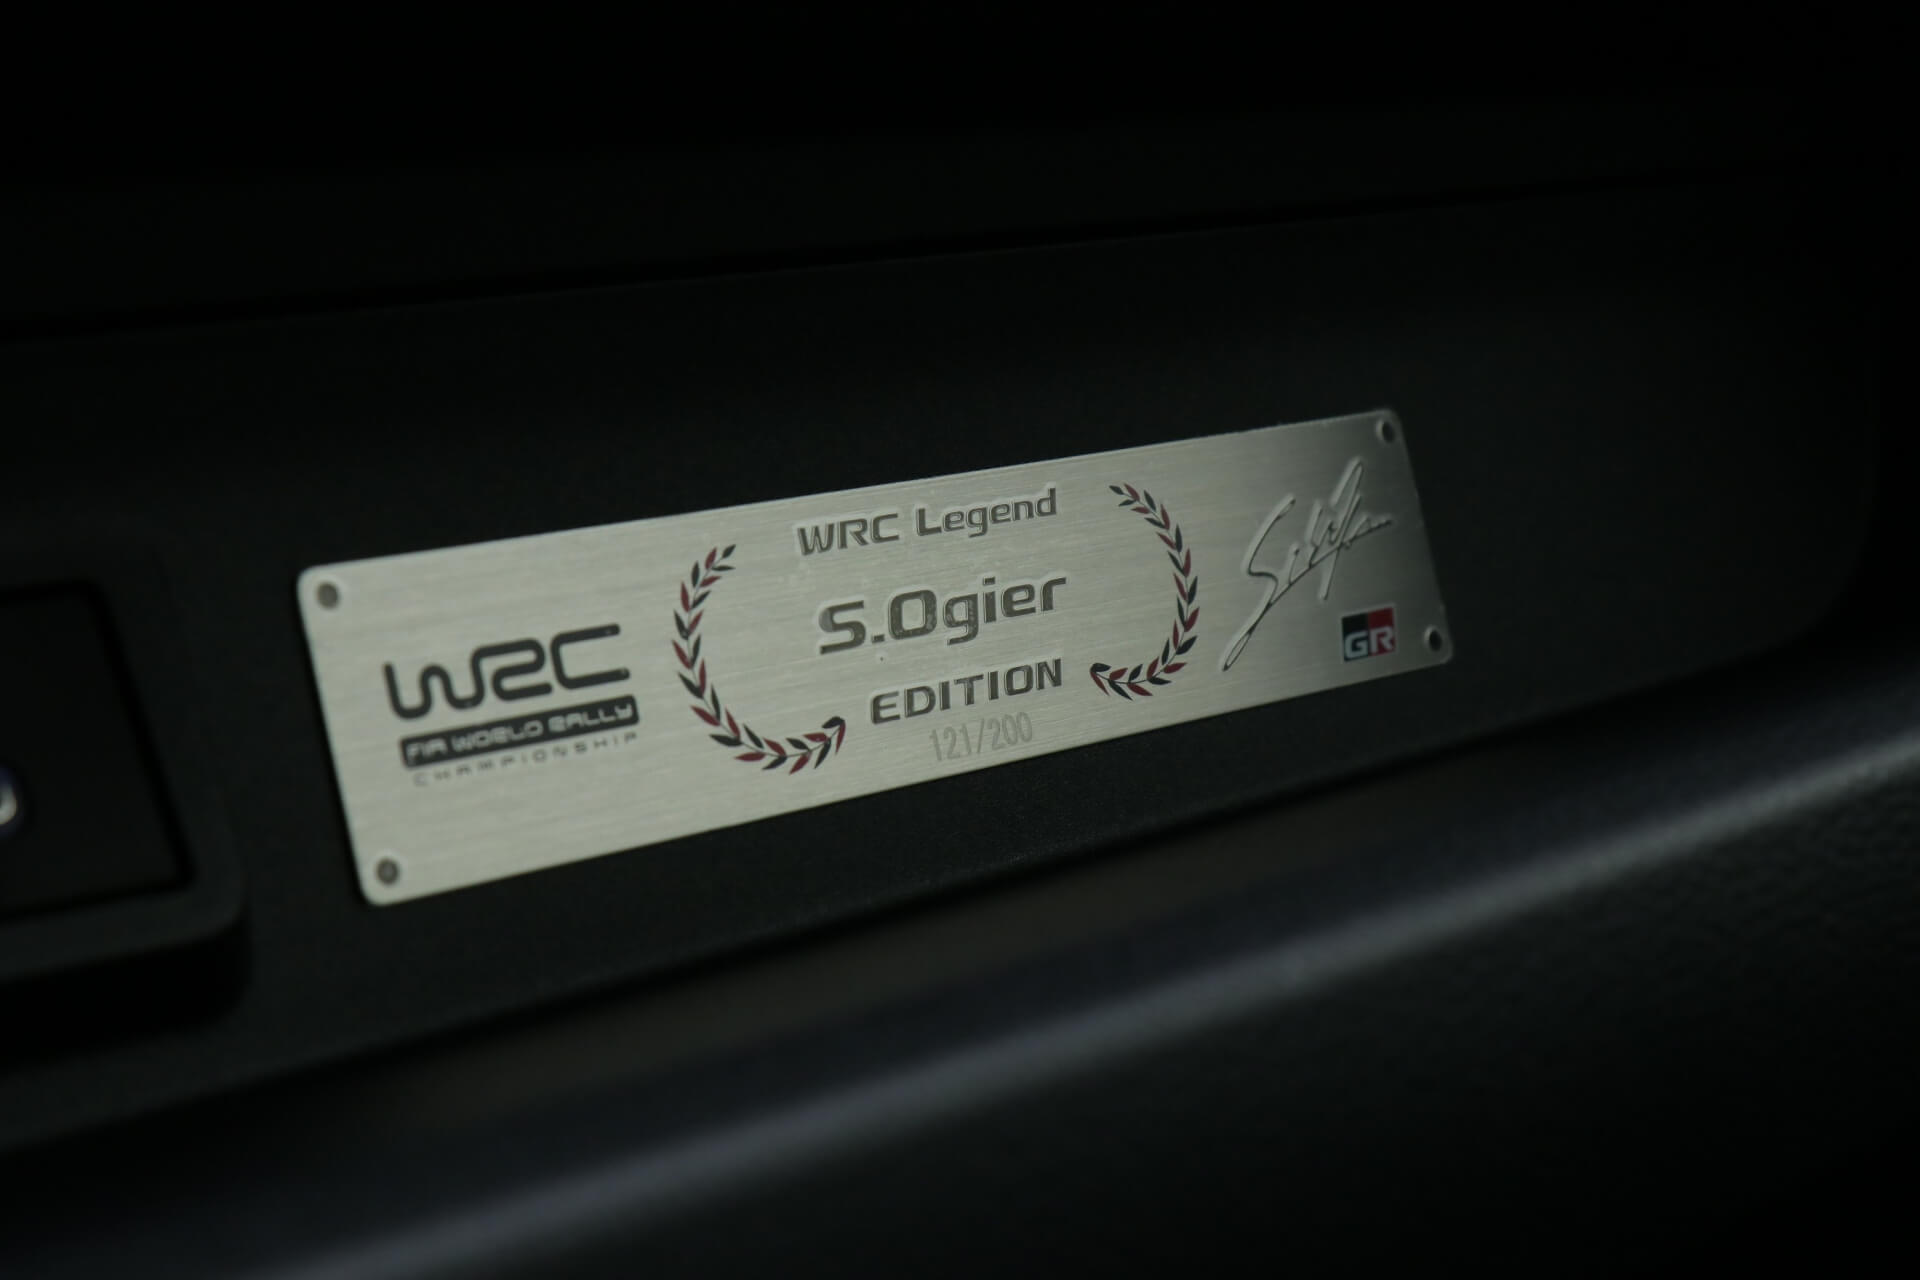 WRC Legend
S.Ogier
EDITION
121/200
WRC
FIA WORLD RALLY
CHAMPIONSHIP
GR